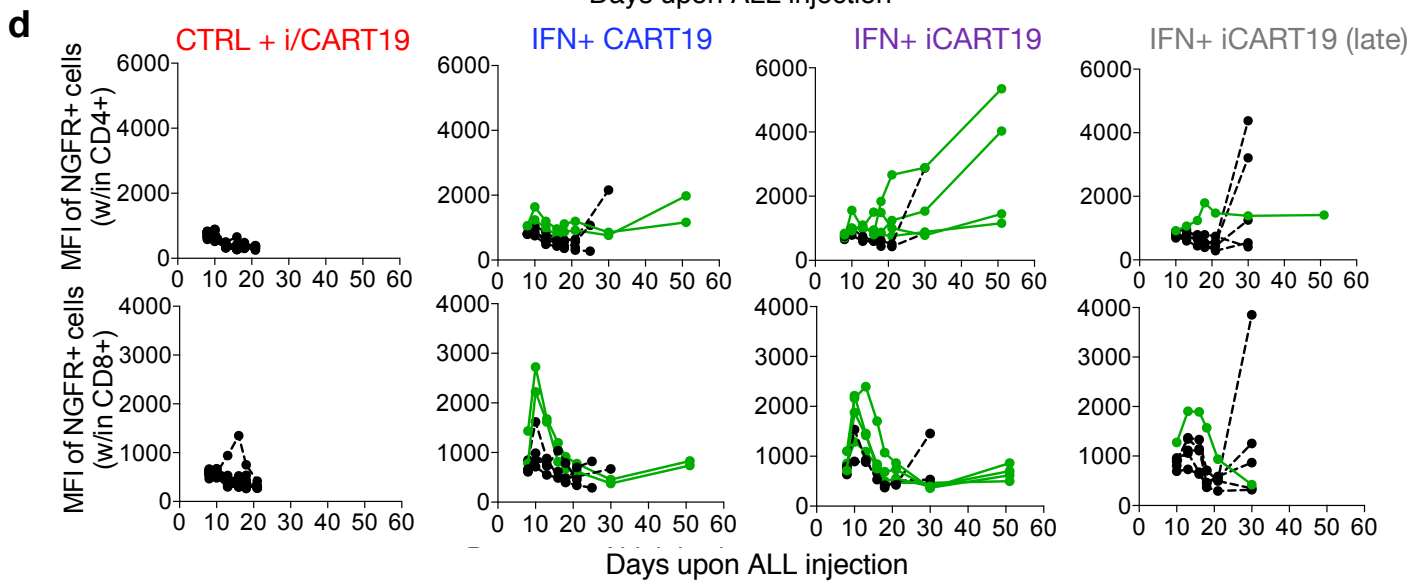 Days upon ALL injection
d
CTRL + i/CART19
IFN+ CART19
IFN+ iCART19
IFN+ iCART19 (late)
MFI of NGFR+ cells
(w/in CD4+)
6000
4000
2000
0
0 10 20 30 40 50 60
6000
4000
2000
0
0 10 20 30 40 50 60
6000
4000
2000
0
0 10 20 30 40 50 60
6000
4000
2000
0
0 10 20 30 40 50 60
MFI of NGFR+ cells
(w/in CD8+)
4000
3000
2000
1000
0
0 10 20 30 40 50 60
4000
3000
2000
1000
0
0 10 20 30 40 50 60
4000
3000
2000
1000
0
0 10 20 30 40 50 60
4000
3000
2000
1000
0
0 10 20 30 40 50 60
Days upon ALL injection